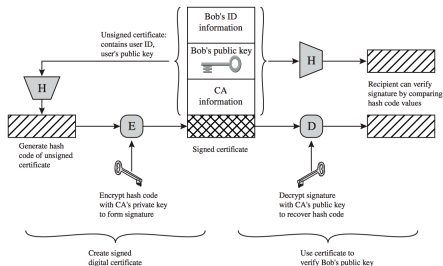 Unsigned certificate:
contains user ID,
user's public key
Bob's ID
information
Bob's public key
CA
information
H
H
Recipient can verify
signature by comparing
hash code values
E
D
Generate hash
code of unsigned
certificate
Signed certificate
Encrypt hash code
with CA's private key
to form signature
Decrypt signature
with CA's public key
to recover hash code
Create signed
digital certificate
Use certificate to
verify Bob's public key